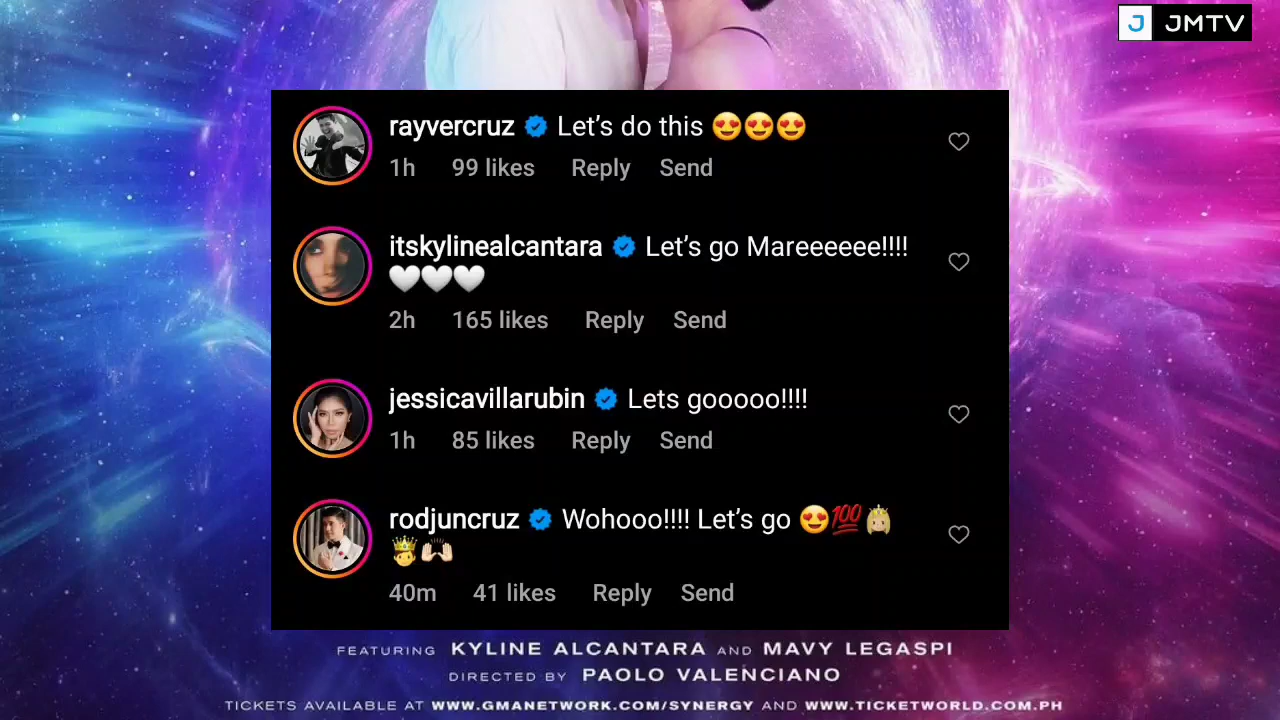 J JMTV
rayvercruz Let's do this 😍😍😍
1h 99 likes Reply Send
itskylinealcantara Let's go Mareeeeee!!!!
🤍🤍🤍
2h 165 likes Reply Send
jessicavillarubin Lets gooooo!!!!
1h 85 likes Reply Send
rodjuncruz Wohooo!!!! Let's go 😍💯👸🏼
🤴🙌🏻
40m 41 likes Reply Send
FEATURING KYLINE ALCANTARA AND MAVY LEGASPI
DIRECTED BY PAOLO VALENCIANO
TICKETS AVAILABLE AT WWW.GMANETWORK.COM/SYNERGY AND WWW.TICKETWORLD.COM.PH